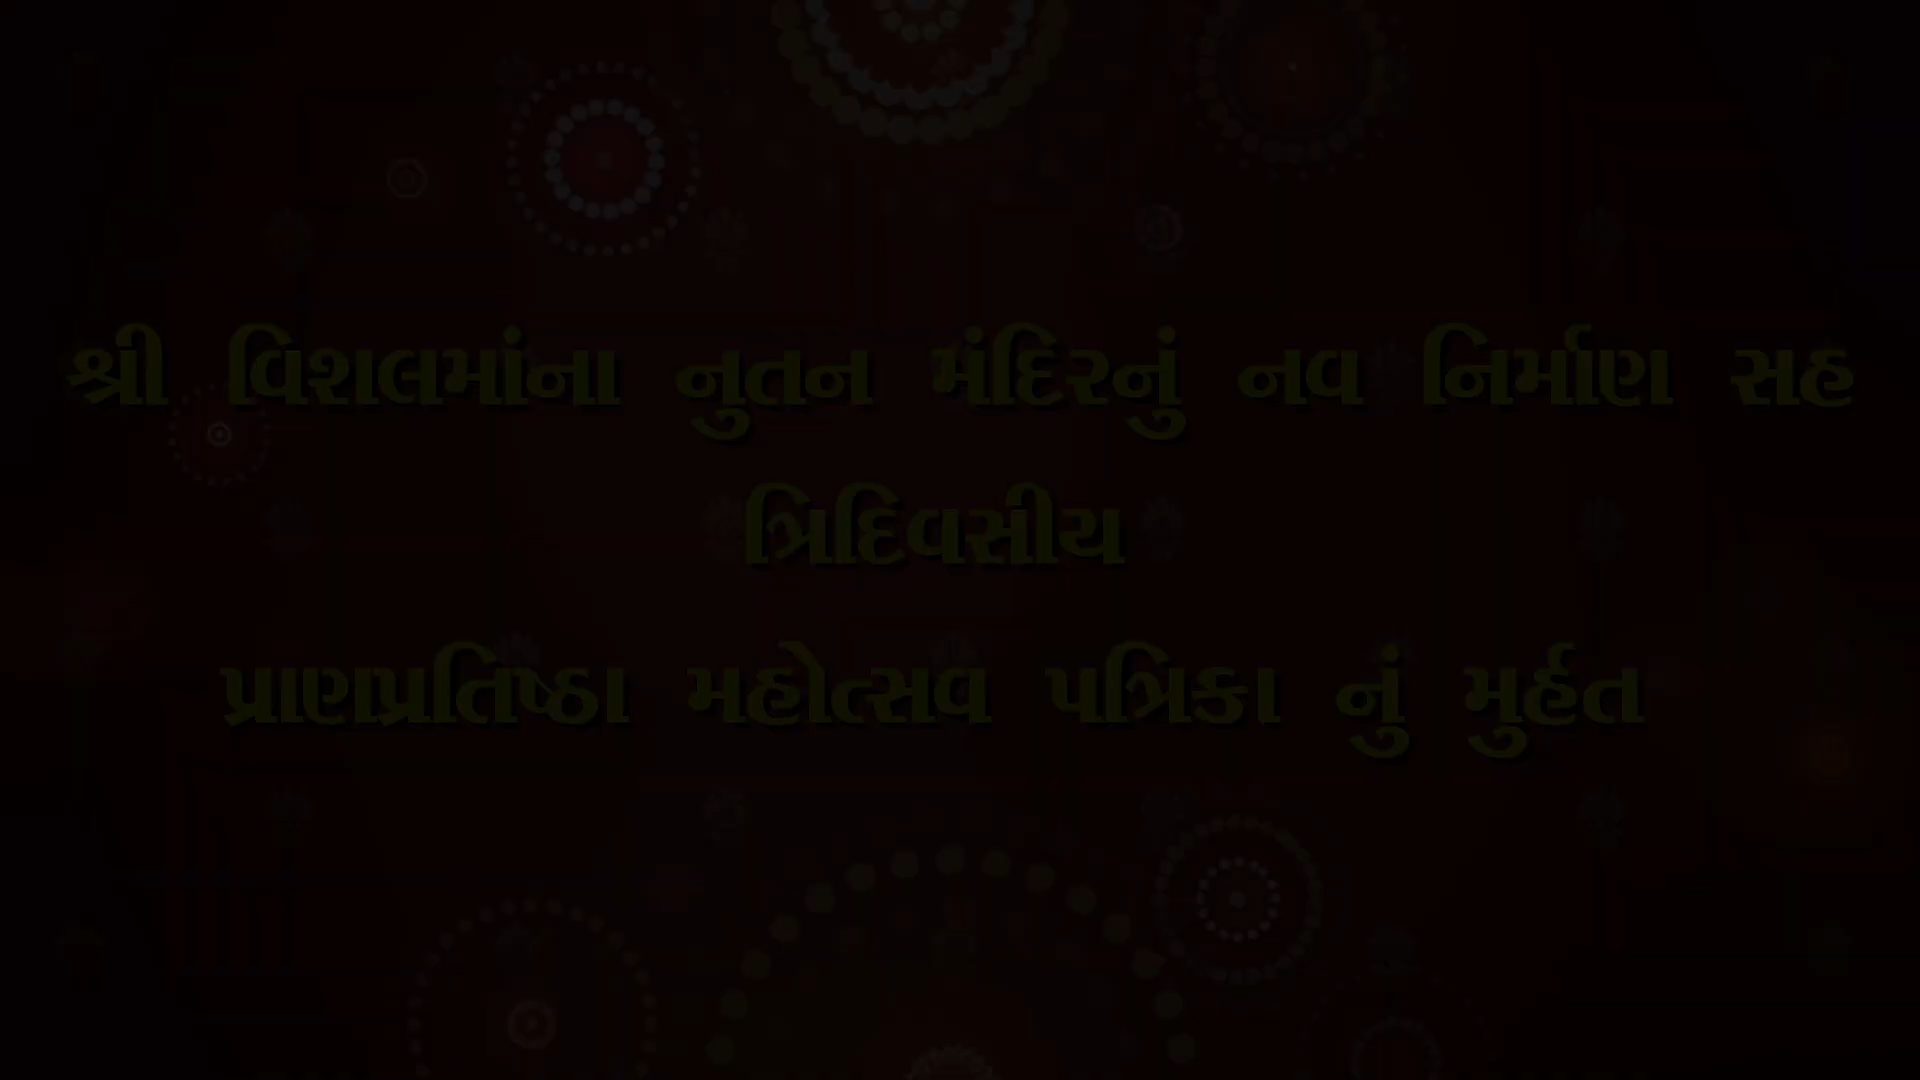 શ્રી વિશલમાંના નુતન મંદિરનું નવ નિર્માણ સહ
ત્રિદિવસીય
પ્રાણપ્રતિષ્ઠા મહોત્સવ પત્રિકા નું મુર્હત